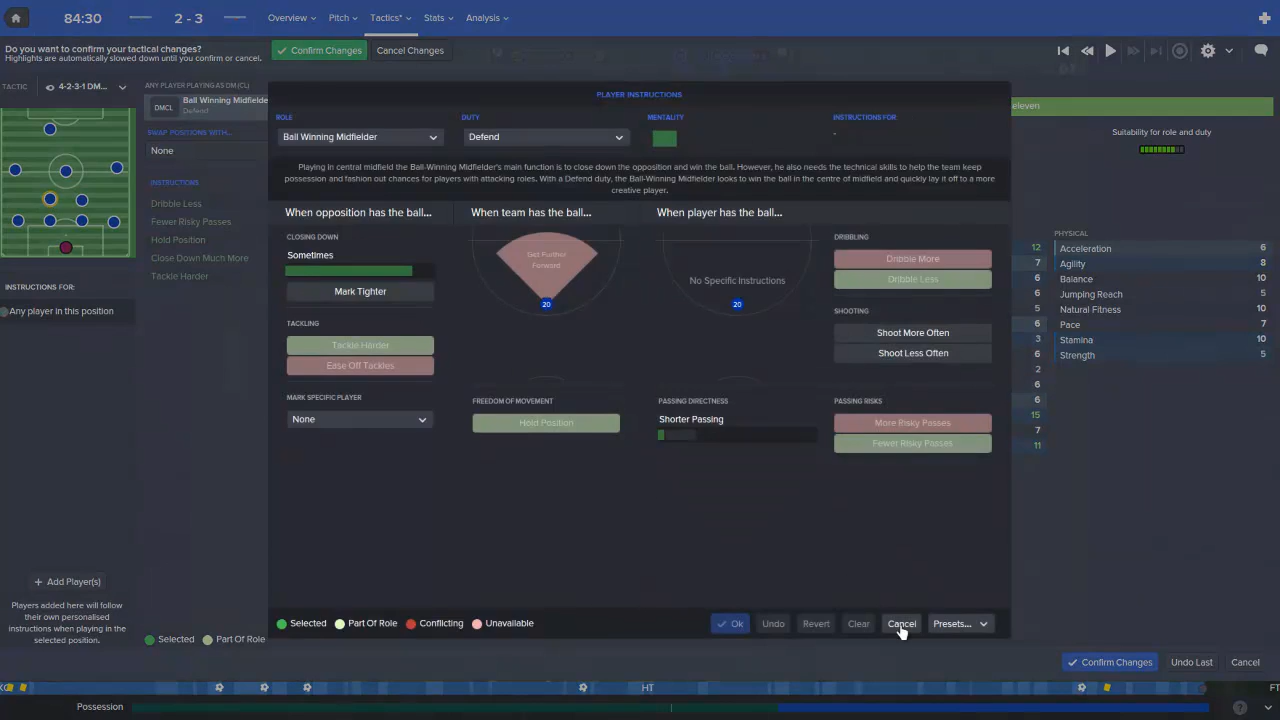 84:30
2 - 3
Overview
Pitch
Tactics*
Stats
Analysis
Do you want to confirm your tactical changes?
Highlights are automatically slowed down until you confirm or cancel.
Confirm Changes
Cancel Changes
TACTIC
4-2-3-1 DM...
ANY PLAYER PLAYING AS DM (CL)
DMCL
Ball Winning Midfielde
Defend
SWAP POSITIONS WITH...
None
INSTRUCTIONS
Dribble Less
Fewer Risky Passes
Hold Position
Close Down Much More
Tackle Harder
INSTRUCTIONS FOR:
Any player in this position
Add Player(s)
Players added here will follow
their own personalised
instructions when playing in the
selected position.
Selected
Part Of Role
PLAYER INSTRUCTIONS
ROLE
DUTY
MENTALITY
INSTRUCTIONS FOR:
Ball Winning Midfielder
Defend
-
Playing in central midfield the Ball-Winning Midfielder's main function is to close down the opposition and win the ball. However, he also needs the technical skills to help the team keep
possession and fashion out chances for players with attacking roles. With a Defend duty, the Ball-Winning Midfielder looks to win the ball in the centre of midfield and quickly lay it off to a more
creative player.
When opposition has the ball...
When team has the ball...
When player has the ball...
CLOSING DOWN
Sometimes
Mark Tighter
TACKLING
Tackle Harder
Ease Off Tackles
MARK SPECIFIC PLAYER
None
Get Further
Forward
20
FREEDOM OF MOVEMENT
Hold Position
No Specific Instructions
20
PASSING DIRECTNESS
Shorter Passing
DRIBBLING
Dribble More
Dribble Less
SHOOTING
Shoot More Often
Shoot Less Often
PASSING RISKS
More Risky Passes
Fewer Risky Passes
Selected
Part Of Role
Conflicting
Unavailable
Ok
Undo
Revert
Clear
Cancel
Presets...
eleven
Suitability for role and duty
PHYSICAL
12
Acceleration 6
7
Agility 8
6
Balance 10
6
Jumping Reach 5
5
Natural Fitness 10
6
Pace 7
3
Stamina 10
6
Strength 5
2
6
6
15
7
11
Confirm Changes
Undo Last
Cancel
HT
FT
Possession
?